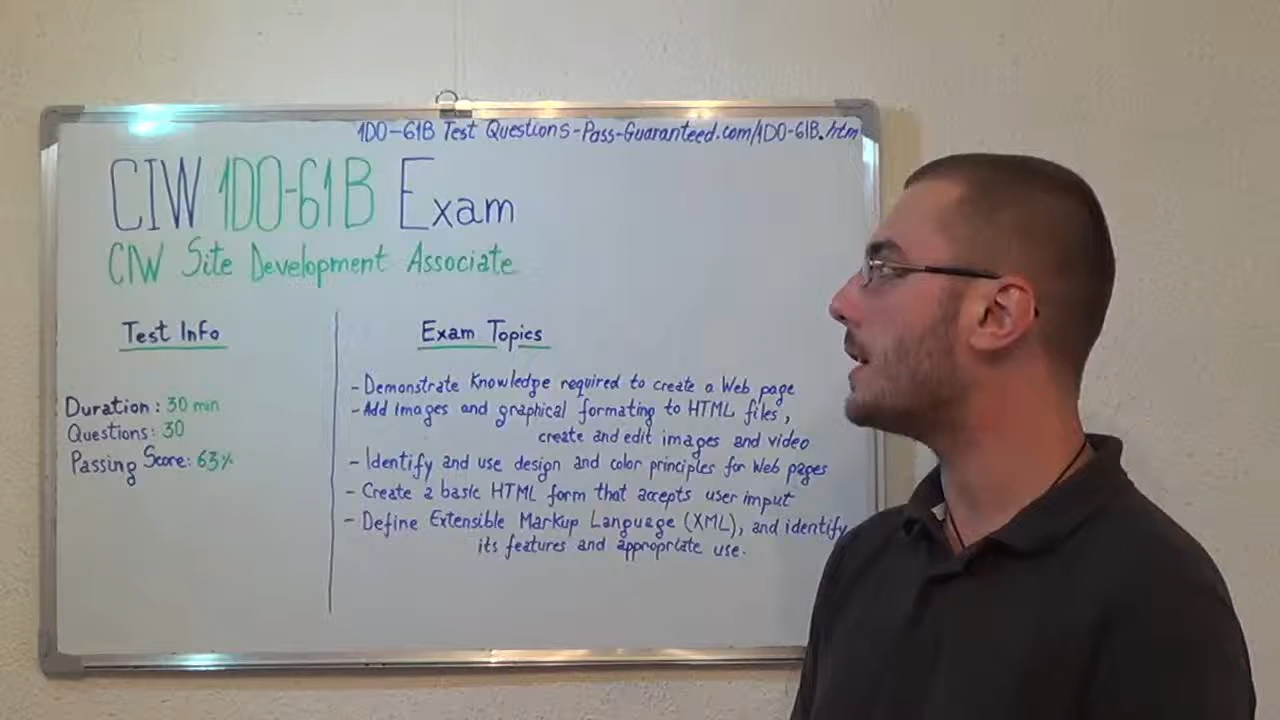 1D0-61B Test Questions-Pass-Guaranteed.com/1D0-61B.htm
CIW 1D0-61B Exam
CIW Site Development Associate
Test Info
Duration: 30 min
Questions: 30
Passing Score: 63%
Exam Topics
- Demonstrate Knowledge required to create a Web page
- Add images and graphical formating to HTML files,
create and edit images and video
- Identify and use design and color principles for Web pages
- Create a basic HTML form that accepts user imput
- Define Extensible Markup Language (XML), and identify
its features and appropriate use.